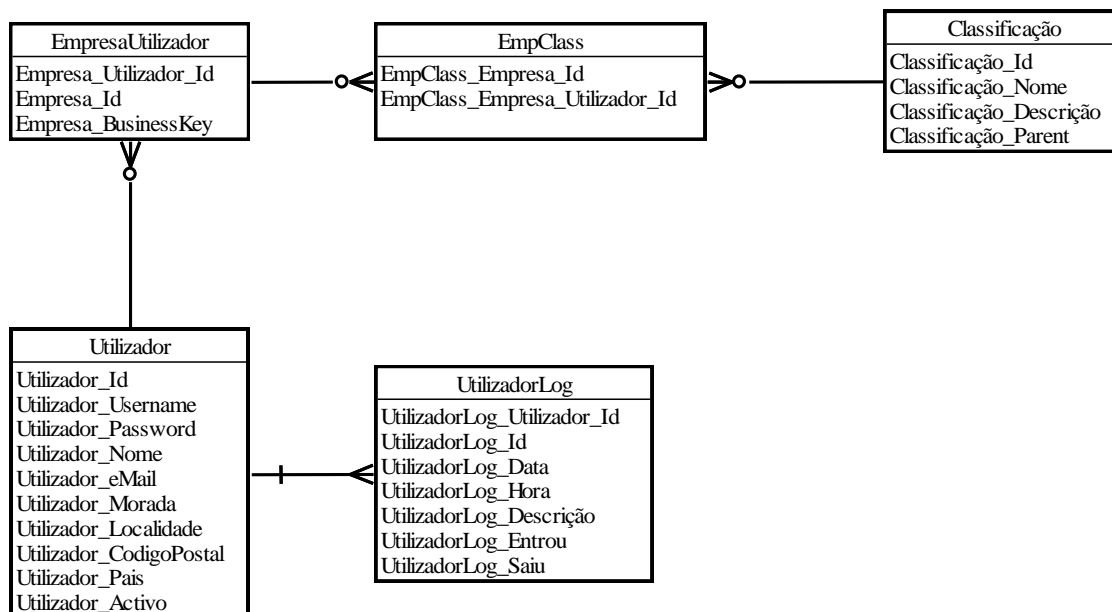 EmpresaUtilizador
Empresa_Utilizador_Id
Empresa_Id
Empresa_BusinessKey
EmpClass
EmpClass_Empresa_Id
EmpClass_Empresa_Utilizador_Id
Classificação
Classificação_Id
Classificação_Nome
Classificação_Descrição
Classificação_Parent
Utilizador
Utilizador_Id
Utilizador_Username
Utilizador_Password
Utilizador_Nome
Utilizador_eMail
Utilizador_Morada
Utilizador_Localidade
Utilizador_CodigoPostal
Utilizador_Pais
Utilizador_Activo
UtilizadorLog
UtilizadorLog_Utilizador_Id
UtilizadorLog_Id
UtilizadorLog_Data
UtilizadorLog_Hora
UtilizadorLog_Descrição
UtilizadorLog_Entrou
UtilizadorLog_Saiu